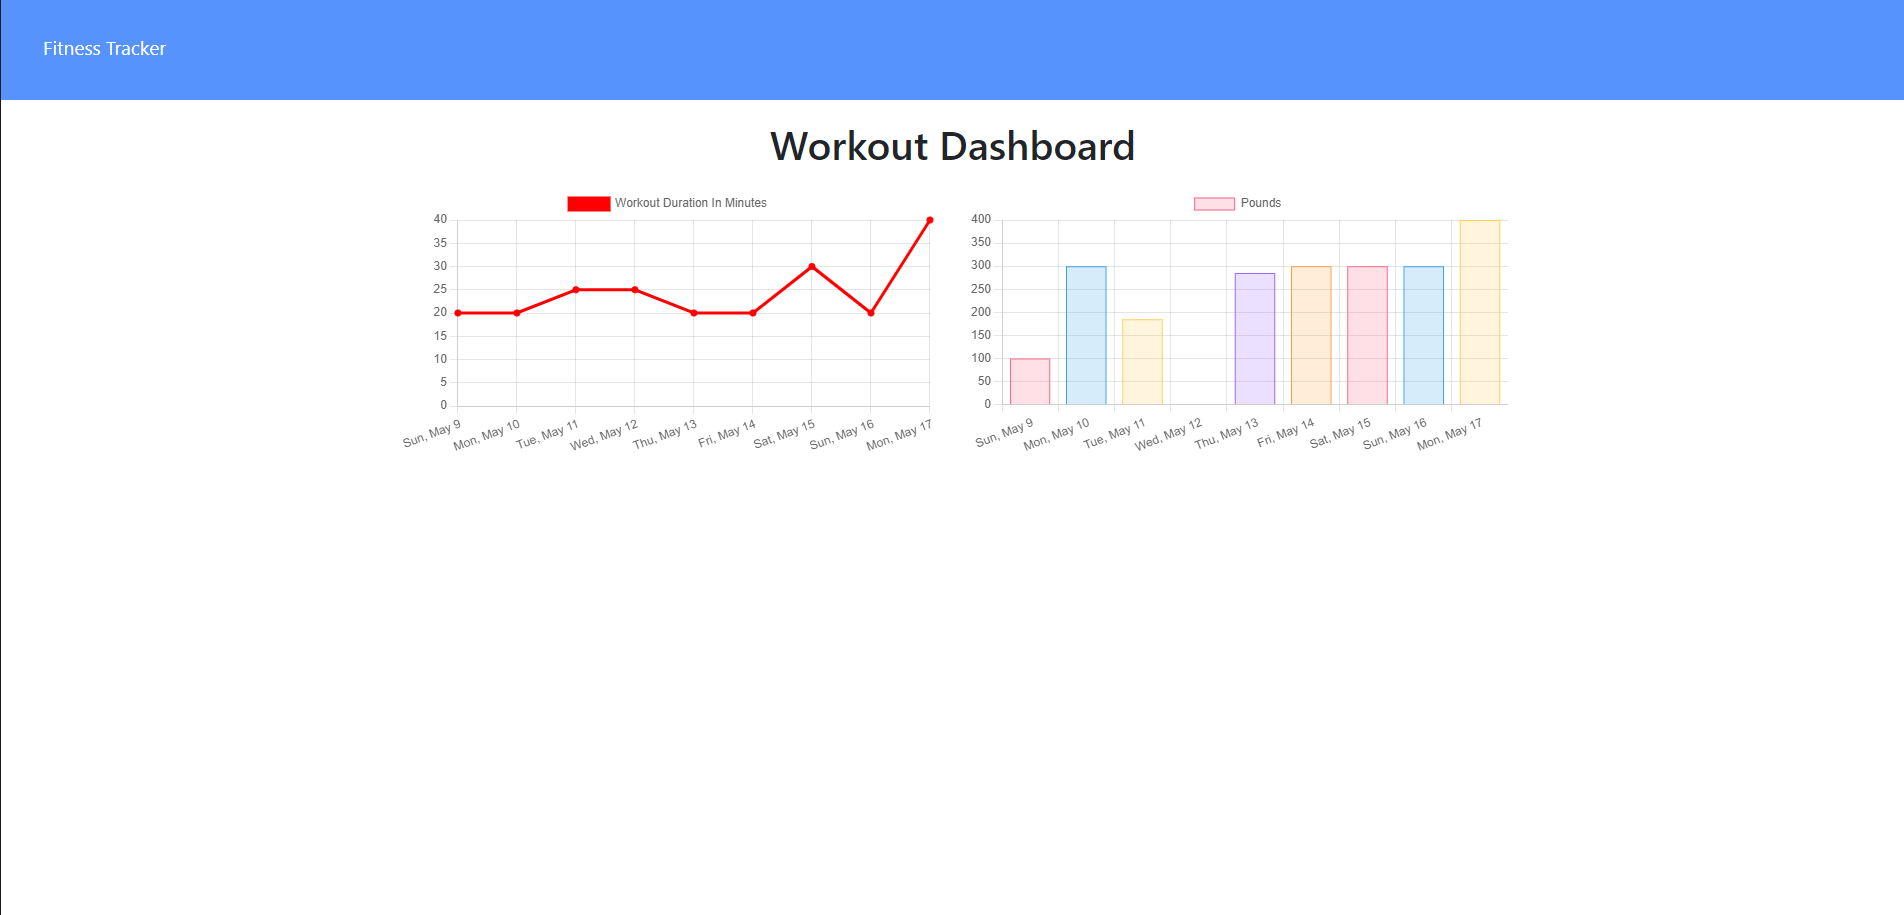 Fitness Tracker
Workout Dashboard
Workout Duration In Minutes
40
35
30
25
20
15
10
5
0
Sun, May 9
Mon, May 10
Tue, May 11
Wed, May 12
Thu, May 13
Fri, May 14
Sat, May 15
Sun, May 16
Mon, May 17
Pounds
400
350
300
250
200
150
100
50
0
Sun, May 9
Mon, May 10
Tue, May 11
Wed, May 12
Thu, May 13
Fri, May 14
Sat, May 15
Sun, May 16
Mon, May 17